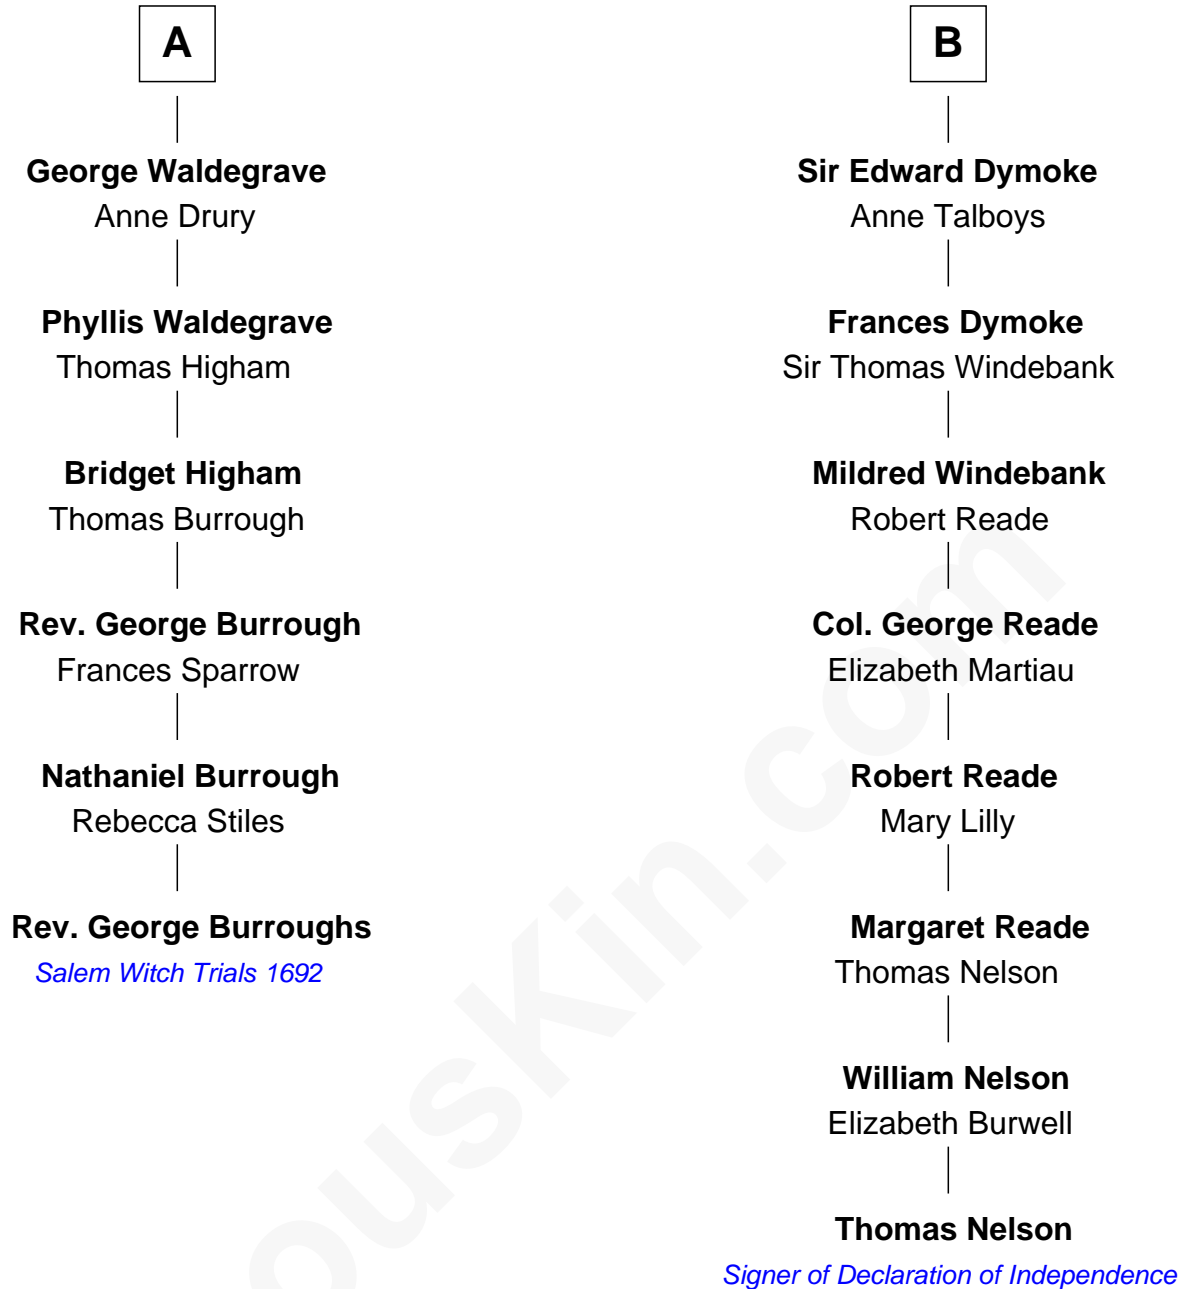 A
George Waldegrave
Anne Drury
Phyllis Waldegrave
Thomas Higham
Bridget Higham
Thomas Burrough
Rev. George Burrough
Frances Sparrow
Nathaniel Burrough
Rebecca Stiles
Rev. George Burroughs
Salem Witch Trials 1692
B
Sir Edward Dymoke
Anne Talboys
Frances Dymoke
Sir Thomas Windebank
Mildred Windebank
Robert Reade
Col. George Reade
Elizabeth Martiau
Robert Reade
Mary Lilly
Margaret Reade
Thomas Nelson
William Nelson
Elizabeth Burwell
Thomas Nelson
Signer of Declaration of Independence
ousKin.com